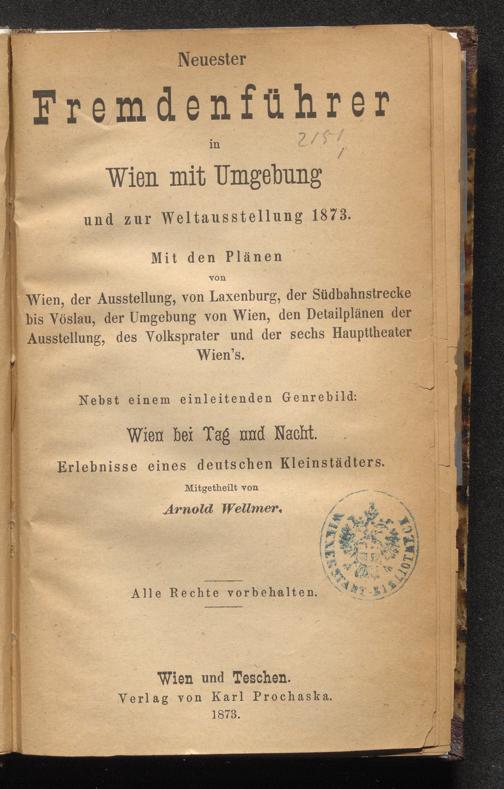 Neuester
Fremdenführer
in
2151
1
Wien mit Umgebung
und zur Weltausstellung 1873.
Mit den Plänen
von
Wien, der Ausstellung, von Laxenburg, der Südbahnstrecke
bis Vöslau, der Umgebung von Wien, den Detailplänen der
Ausstellung, des Volksprater und der sechs Haupttheater
Wien's.
Nebst einem einleitenden Genrebild:
Wien bei Tag und Nacht.
Erlebnisse eines deutschen Kleinstädters.
Mitgetheilt von
Arnold Wellmer.
Alle Rechte vorbehalten.
Wien und Teschen.
Verlag von Karl Prochaska.
1873.